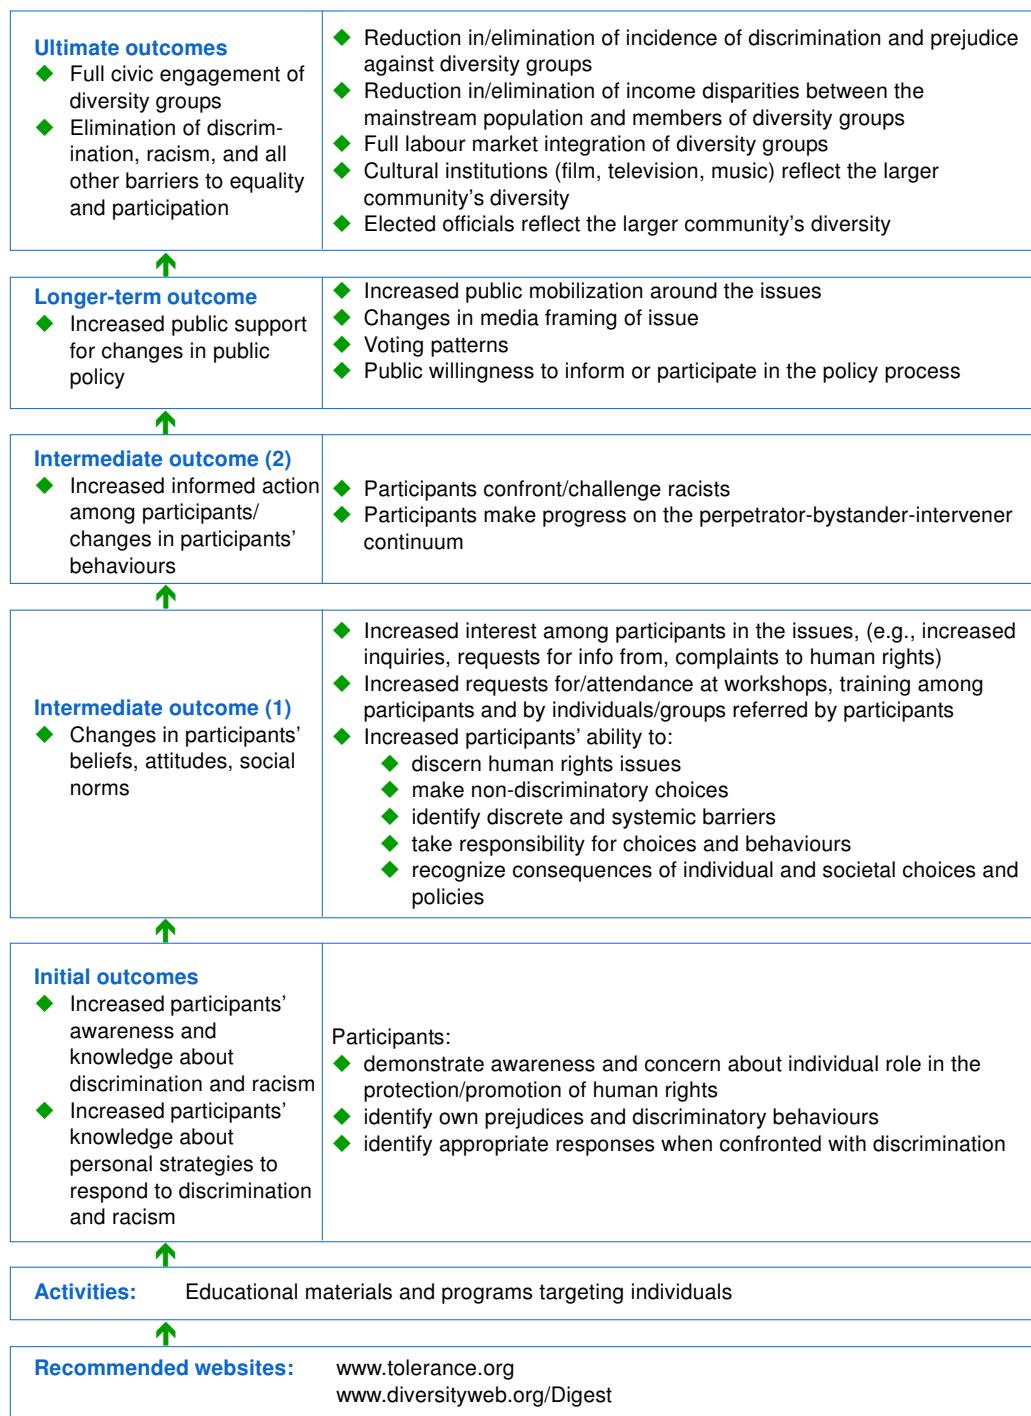 Ultimate outcomes
◆ Full civic engagement of
diversity groups
◆ Elimination of discrim-
ination, racism, and all
other barriers to equality
and participation
◆ Reduction in/elimination of incidence of discrimination and prejudice
against diversity groups
◆ Reduction in/elimination of income disparities between the
mainstream population and members of diversity groups
◆ Full labour market integration of diversity groups
◆ Cultural institutions (film, television, music) reflect the larger
community’s diversity
◆ Elected officials reflect the larger community’s diversity
Longer-term outcome
◆ Increased public support
for changes in public
policy
◆ Increased public mobilization around the issues
◆ Changes in media framing of issue
◆ Voting patterns
◆ Public willingness to inform or participate in the policy process
Intermediate outcome (2)
◆ Increased informed action
among participants/
changes in participants’
behaviours
◆ Participants confront/challenge racists
◆ Participants make progress on the perpetrator-bystander-intervener
continuum
Intermediate outcome (1)
◆ Changes in participants’
beliefs, attitudes, social
norms
◆ Increased interest among participants in the issues, (e.g., increased
inquiries, requests for info from, complaints to human rights)
◆ Increased requests for/attendance at workshops, training among
participants and by individuals/groups referred by participants
◆ Increased participants’ ability to:
◆ discern human rights issues
◆ make non-discriminatory choices
◆ identify discrete and systemic barriers
◆ take responsibility for choices and behaviours
◆ recognize consequences of individual and societal choices and
policies
Initial outcomes
◆ Increased participants’
awareness and
knowledge about
discrimination and racism
◆ Increased participants’
knowledge about
personal strategies to
respond to discrimination
and racism
Participants:
◆ demonstrate awareness and concern about individual role in the
protection/promotion of human rights
◆ identify own prejudices and discriminatory behaviours
◆ identify appropriate responses when confronted with discrimination
Activities: Educational materials and programs targeting individuals
Recommended websites: www.tolerance.org
www.diversityweb.org/Digest